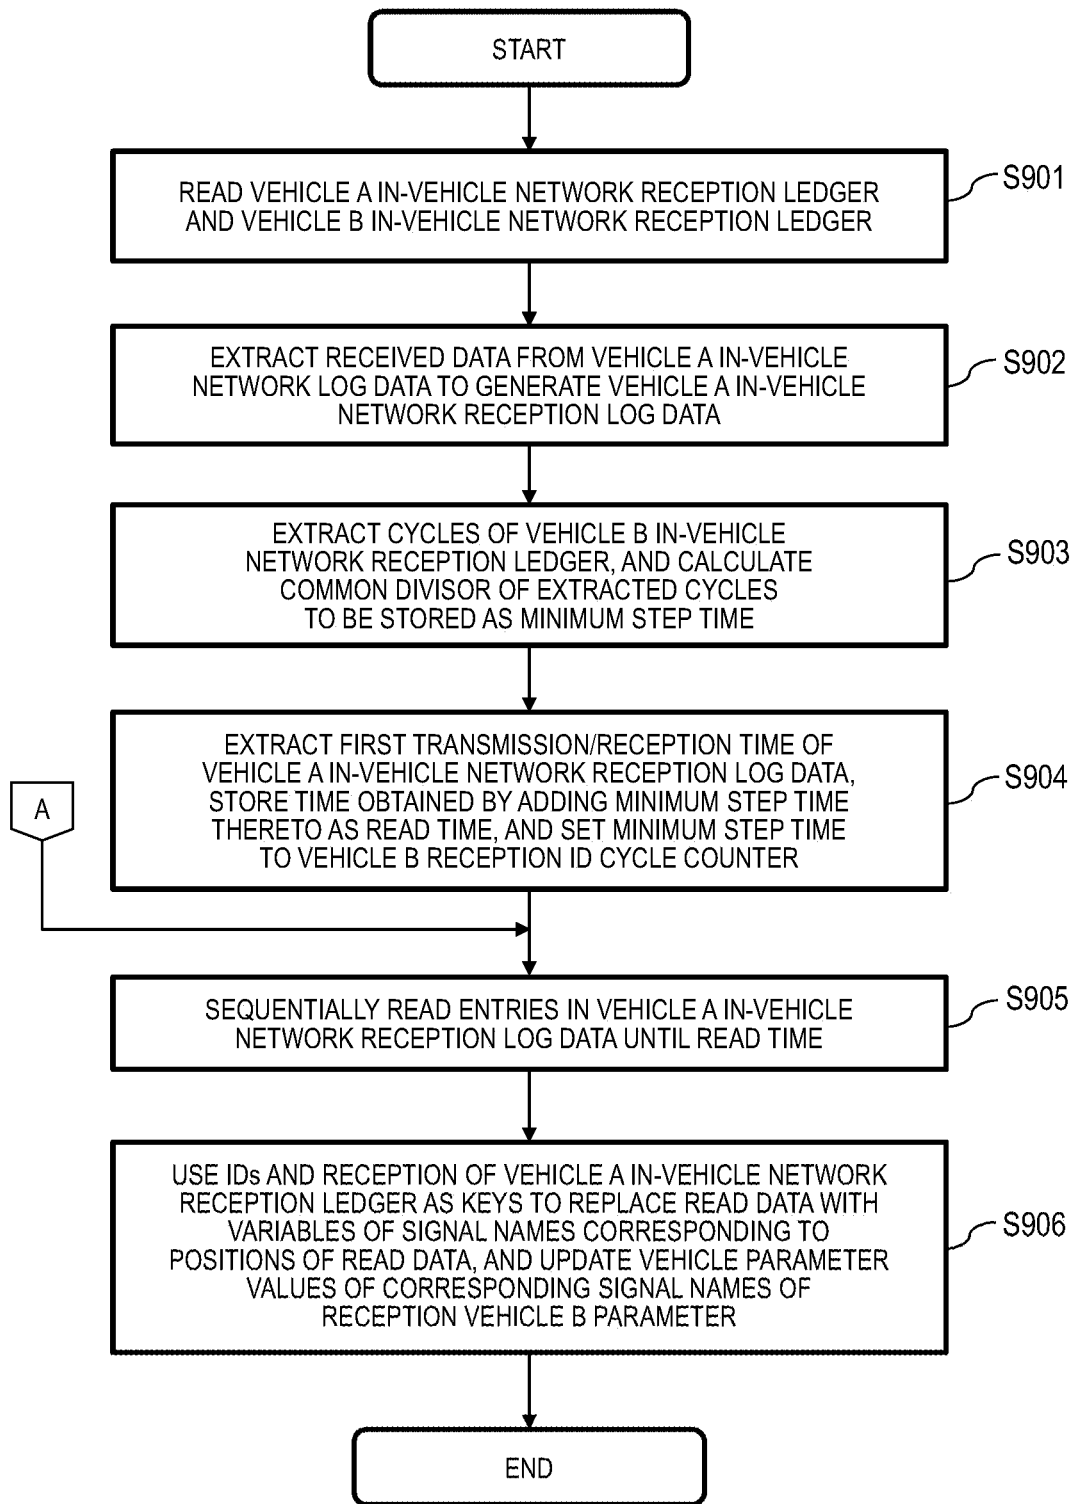 START
READ VEHICLE A IN-VEHICLE NETWORK RECEPTION LEDGER
AND VEHICLE B IN-VEHICLE NETWORK RECEPTION LEDGER
S901
EXTRACT RECEIVED DATA FROM VEHICLE A IN-VEHICLE
NETWORK LOG DATA TO GENERATE VEHICLE A IN-VEHICLE
NETWORK RECEPTION LOG DATA
S902
EXTRACT CYCLES OF VEHICLE B IN-VEHICLE
NETWORK RECEPTION LEDGER, AND CALCULATE
COMMON DIVISOR OF EXTRACTED CYCLES
TO BE STORED AS MINIMUM STEP TIME
S903
EXTRACT FIRST TRANSMISSION/RECEPTION TIME OF
VEHICLE A IN-VEHICLE NETWORK RECEPTION LOG DATA,
STORE TIME OBTAINED BY ADDING MINIMUM STEP TIME
THERETO AS READ TIME, AND SET MINIMUM STEP TIME
TO VEHICLE B RECEPTION ID CYCLE COUNTER
S904
A
SEQUENTIALLY READ ENTRIES IN VEHICLE A IN-VEHICLE
NETWORK RECEPTION LOG DATA UNTIL READ TIME
S905
USE IDs AND RECEPTION OF VEHICLE A IN-VEHICLE NETWORK
RECEPTION LEDGER AS KEYS TO REPLACE READ DATA WITH
VARIABLES OF SIGNAL NAMES CORRESPONDING TO
POSITIONS OF READ DATA, AND UPDATE VEHICLE PARAMETER
VALUES OF CORRESPONDING SIGNAL NAMES OF
RECEPTION VEHICLE B PARAMETER
S906
END